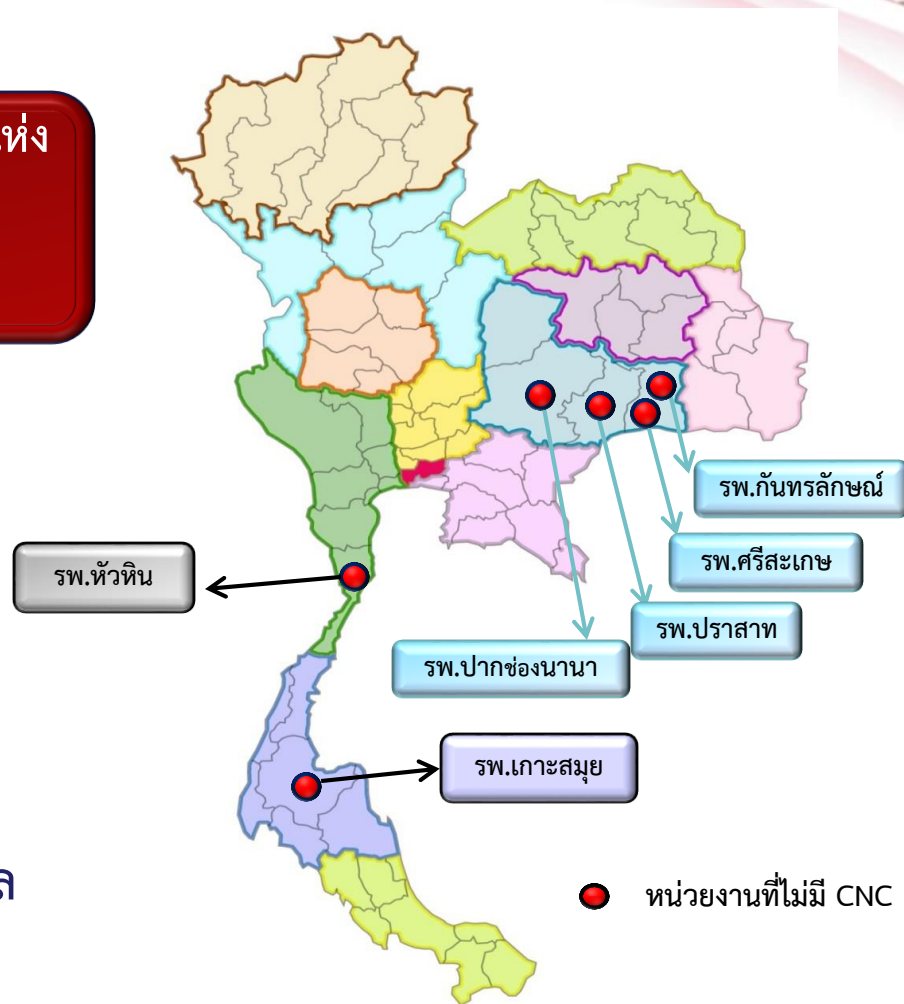 ห่ง
รพ.กันทรลักษณ์
รพ.ศรีสะเกษ
รพ.หัวหิน
รพ.ปราสาท
รพ.ปากช่องนานา
รพ.เกาะสมุย
ล
หน่วยงานที่ไม่มี CNC